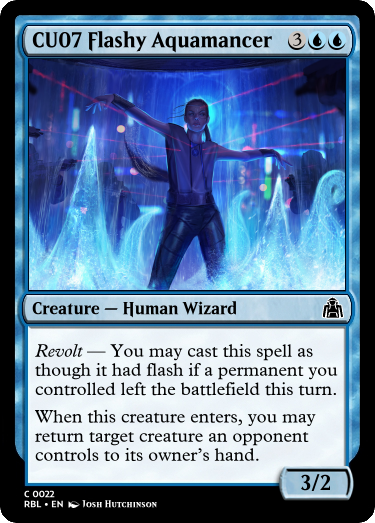 CU07 Flashy Aquamancer 3
Creature — Human Wizard
Revolt — You may cast this spell as
though it had flash if a permanent you
controlled left the battlefield this turn.
When this creature enters, you may
return target creature an opponent
controls to its owner's hand.
3/2
C 0022
RBL • EN Josh Hutchinson